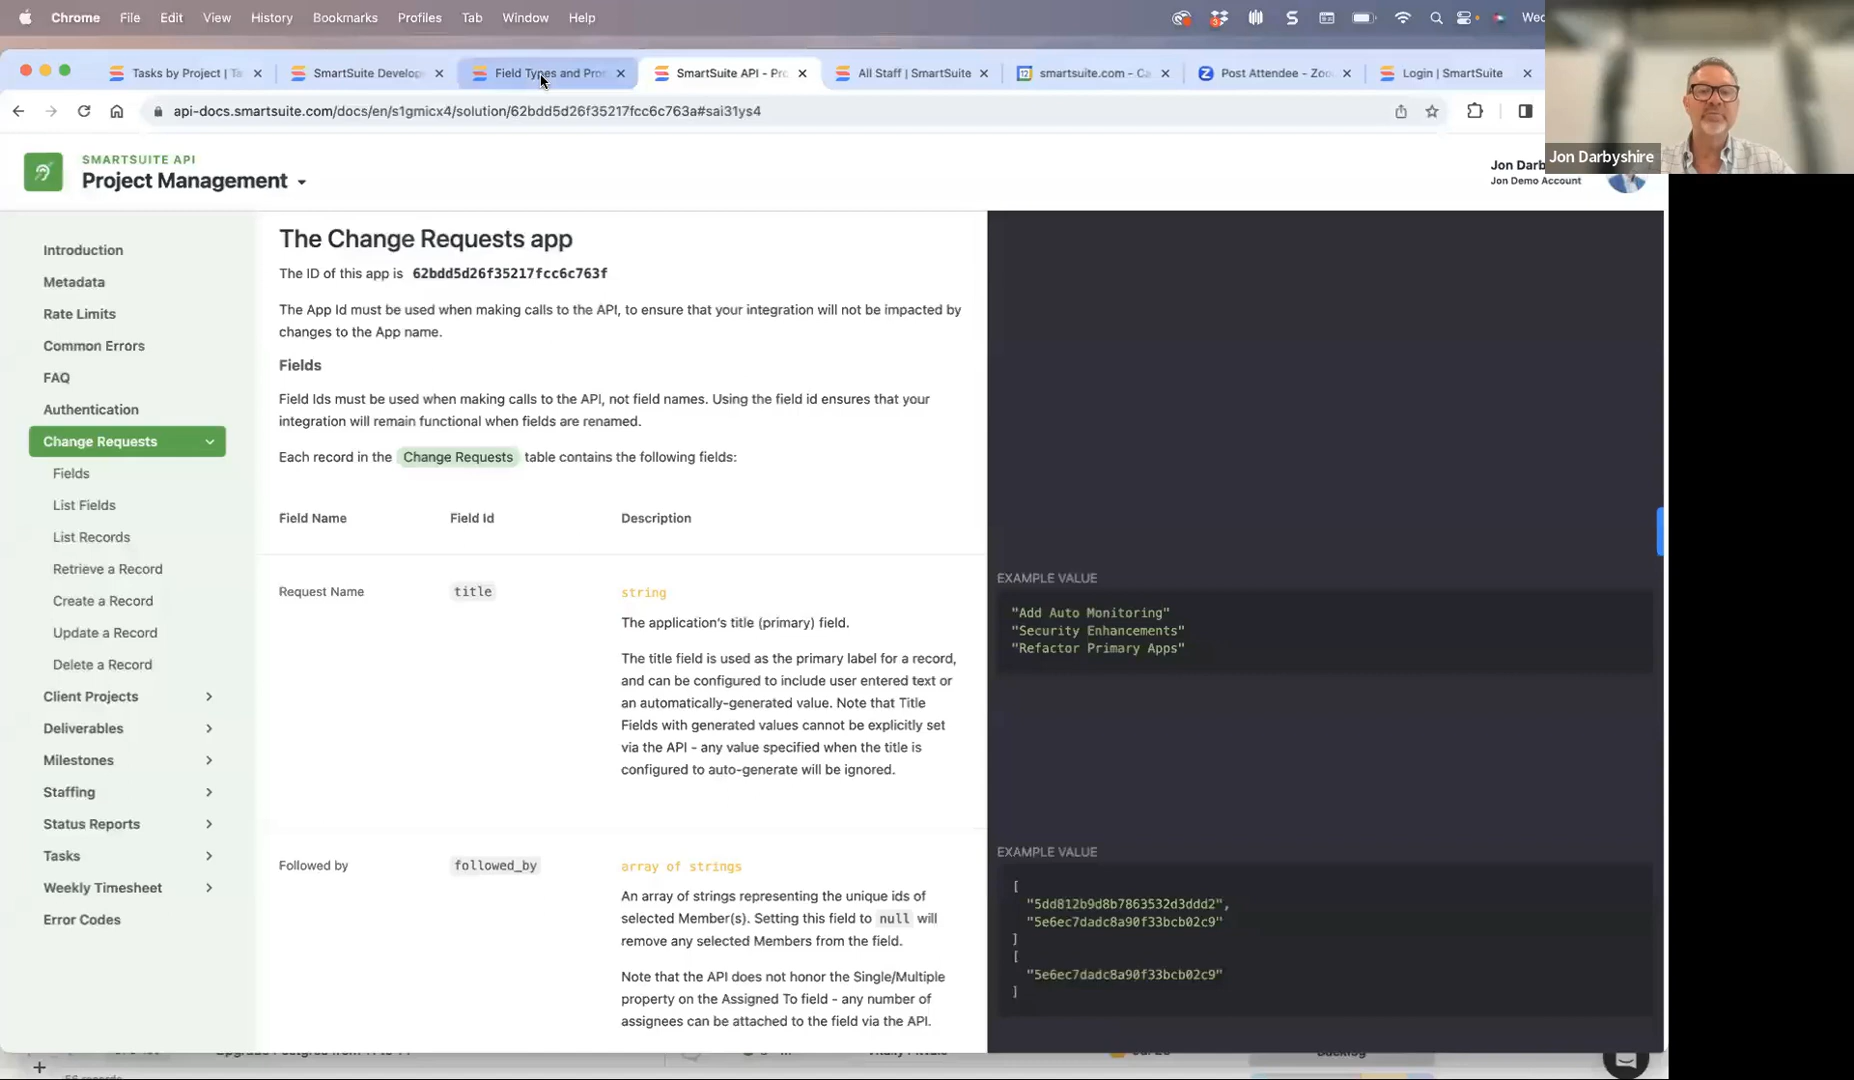 Chrome File Edit View History Bookmarks Profiles Tab Window Help
Tasks by Project | Ta
SmartSuite Develop
Field Types and Pro
SmartSuite API - Pro
All Staff | SmartSuite
smartsuite.com - Ca
Post Attendee - Zoo
Login | SmartSuite
api-docs.smartsuite.com/docs/en/s1gmicx4/solution/62bdd5d26f35217fcc6c763a#sai31ys4
Jon Darbyshire
SMARTSUITE API
Project Management
Jon Darb
Jon Demo Account
Introduction
Metadata
Rate Limits
Common Errors
FAQ
Authentication
Change Requests
Fields
List Fields
List Records
Retrieve a Record
Create a Record
Update a Record
Delete a Record
Client Projects
Deliverables
Milestones
Staffing
Status Reports
Tasks
Weekly Timesheet
Error Codes
The Change Requests app
The ID of this app is 62bdd5d26f35217fcc6c763f
The App Id must be used when making calls to the API, to ensure that your integration will not be impacted by
changes to the App name.
Fields
Field Ids must be used when making calls to the API, not field names. Using the field id ensures that your
integration will remain functional when fields are renamed.
Each record in the Change Requests table contains the following fields:
Field Name Field Id Description
Request Name title string
The application's title (primary) field.
The title field is used as the primary label for a record,
and can be configured to include user entered text or
an automatically-generated value. Note that Title
Fields with generated values cannot be explicitly set
via the API - any value specified when the title is
configured to auto-generate will be ignored.
EXAMPLE VALUE
"Add Auto Monitoring"
"Security Enhancements"
"Refactor Primary Apps"
Followed by followed_by array of strings
An array of strings representing the unique ids of
selected Member(s). Setting this field to null will
remove any selected Members from the field.
Note that the API does not honor the Single/Multiple
property on the Assigned To field - any number of
assignees can be attached to the field via the API.
EXAMPLE VALUE
[
"5dd812b9d8b7863532d3ddd2",
"5e6ec7dadc8a90f33bcb02c9"
]
[
"5e6ec7dadc8a90f33bcb02c9"
]